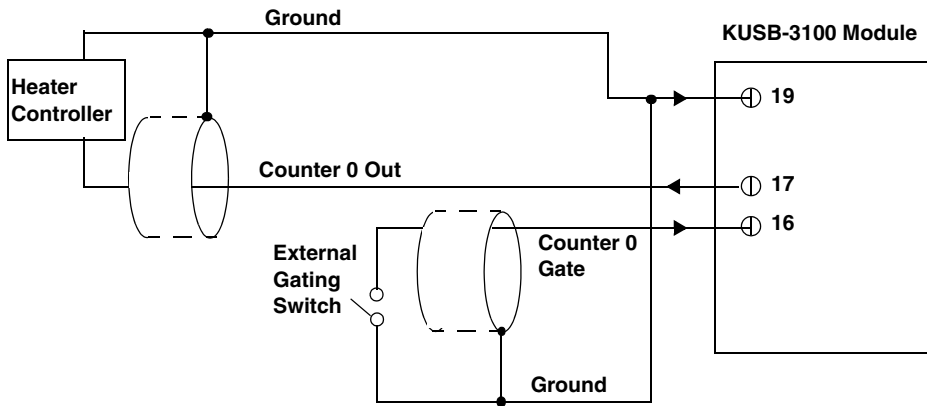 Ground
KUSB-3100 Module
Heater
Controller
19
Counter 0 Out
17
16
Counter 0
Gate
External
Gating
Switch
Ground